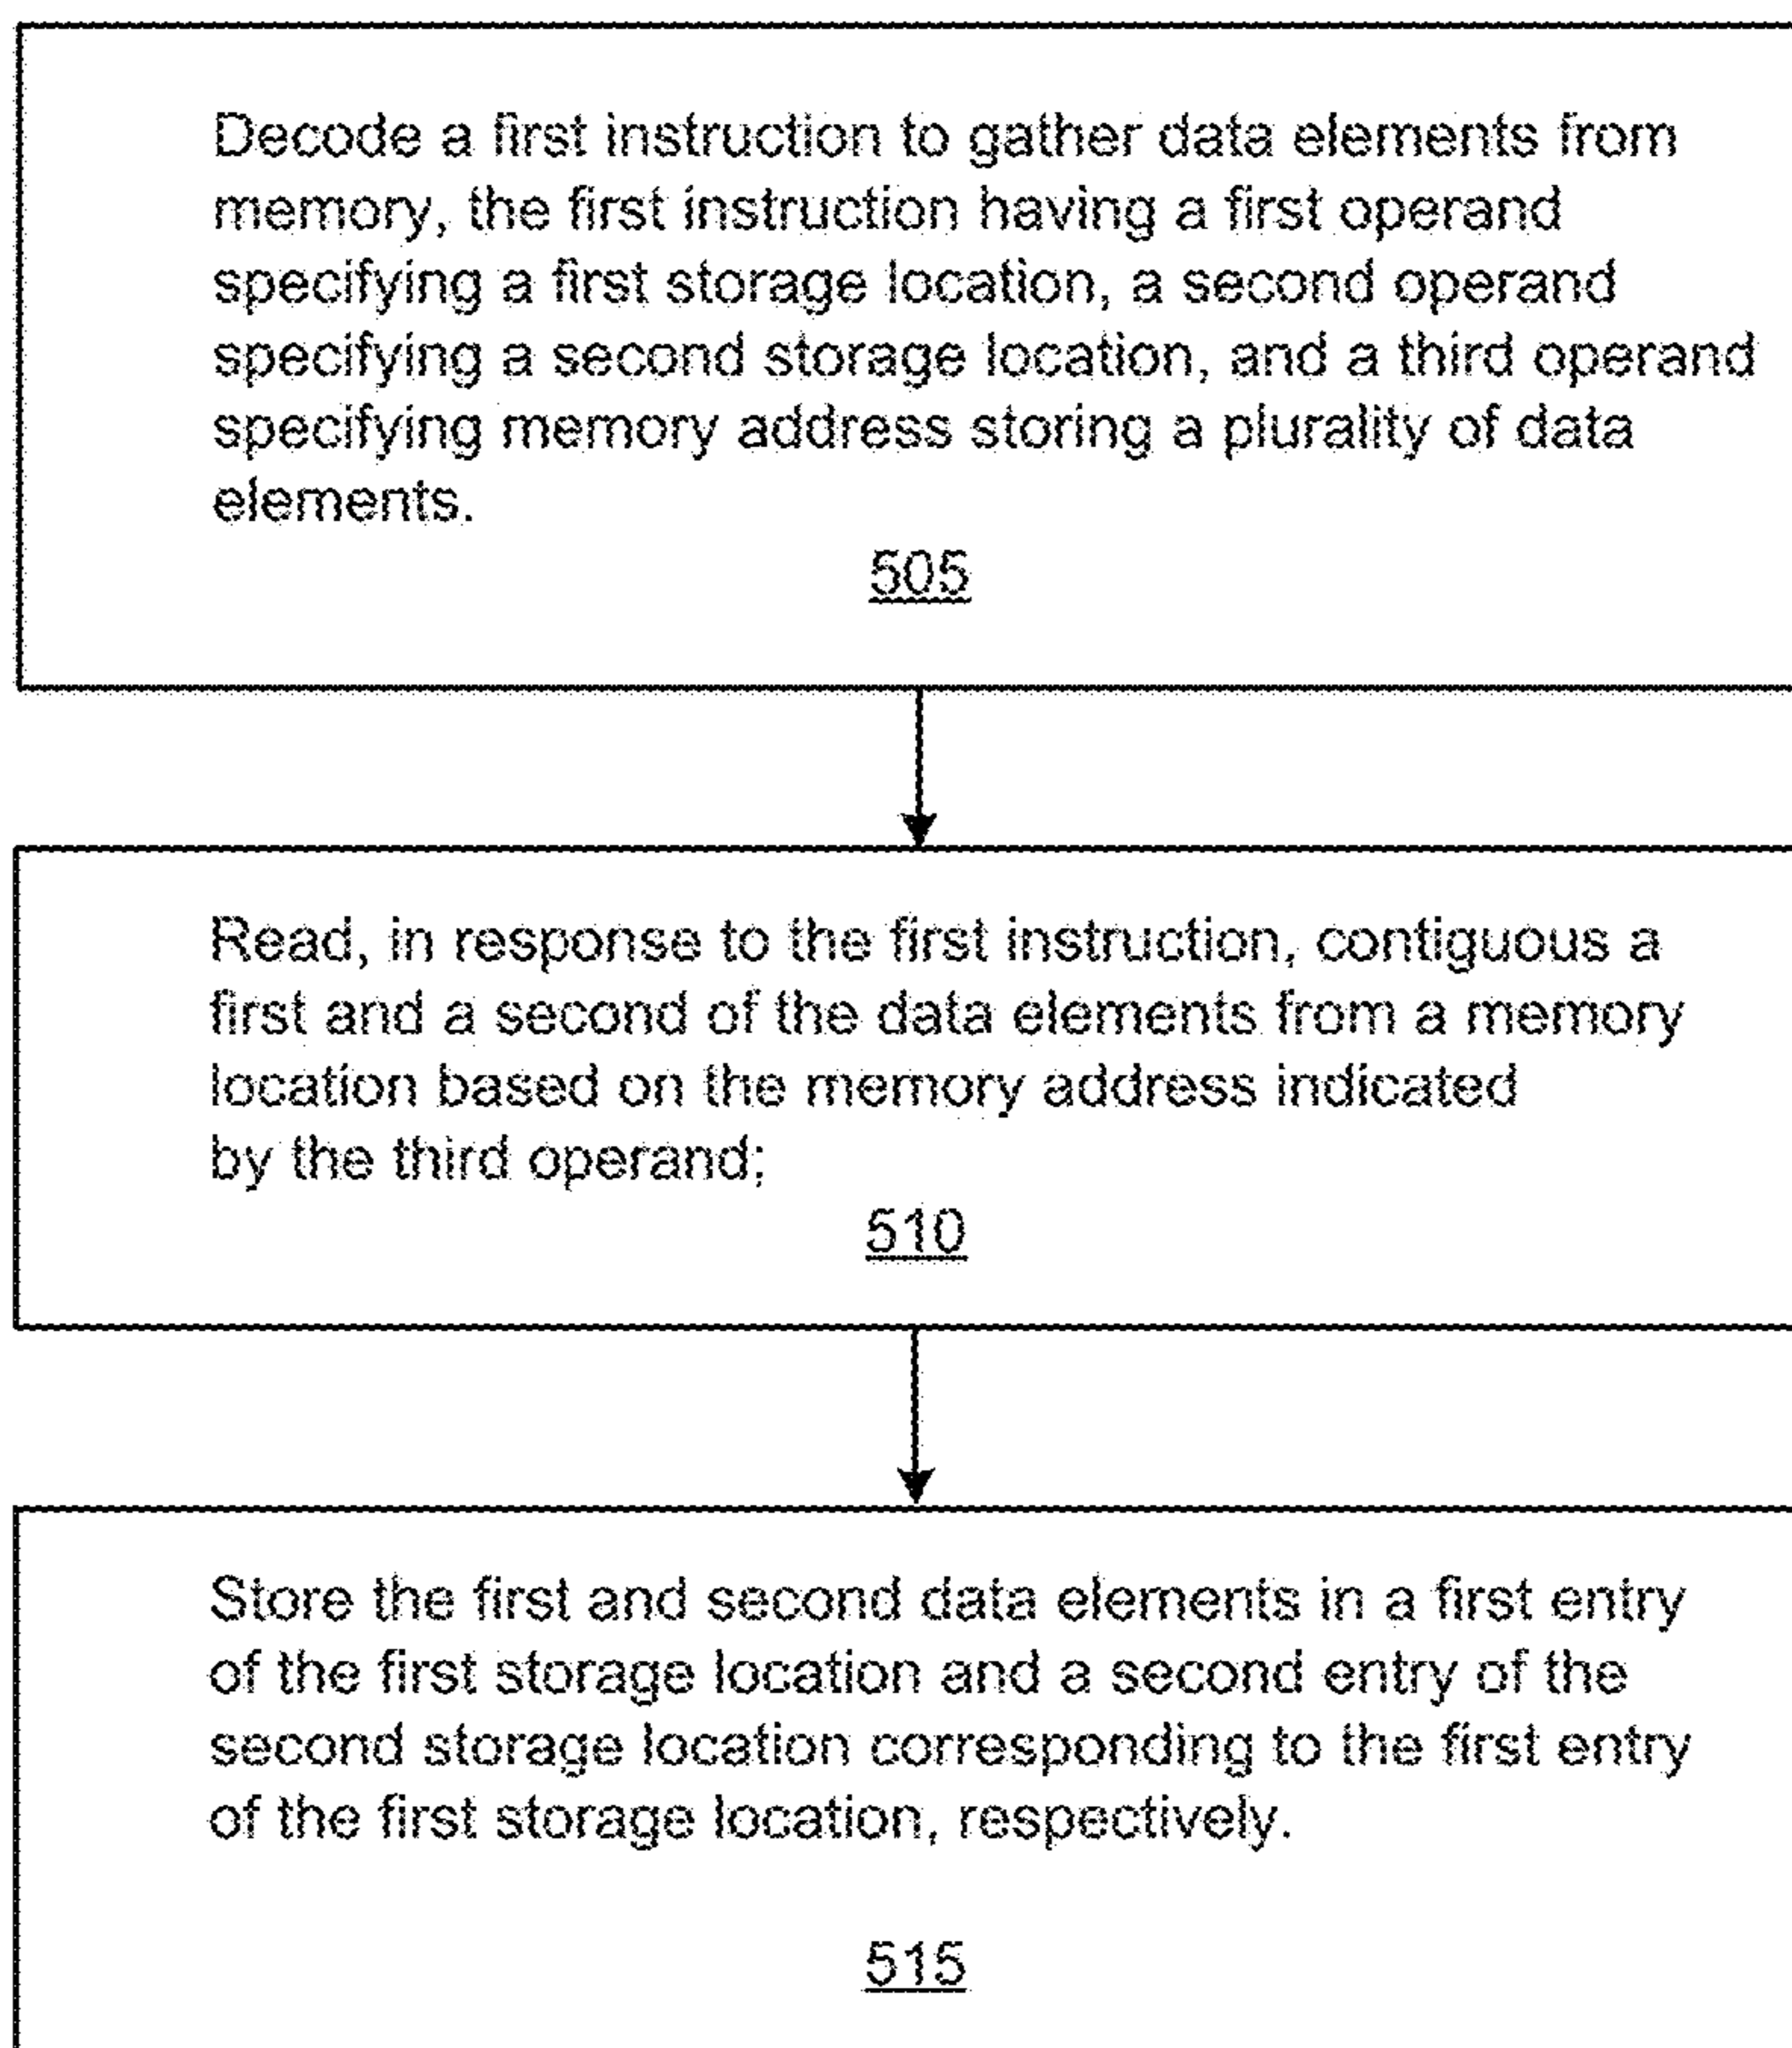 Decode a first instruction to gather data elements from
memory, the first instruction having a first operand
specifying a first storage location, a second operand
specifying a second storage location, and a third operand
specifying memory address storing a plurality of data
elements.
505
Read, in response to the first instruction, contiguous a
first and a second of the data elements from a memory
location based on the memory address indicated
by the third operand;
510
Store the first and second data elements in a first entry
of the first storage location and a second entry of the
second storage location corresponding to the first entry
of the first storage location, respectively.
515